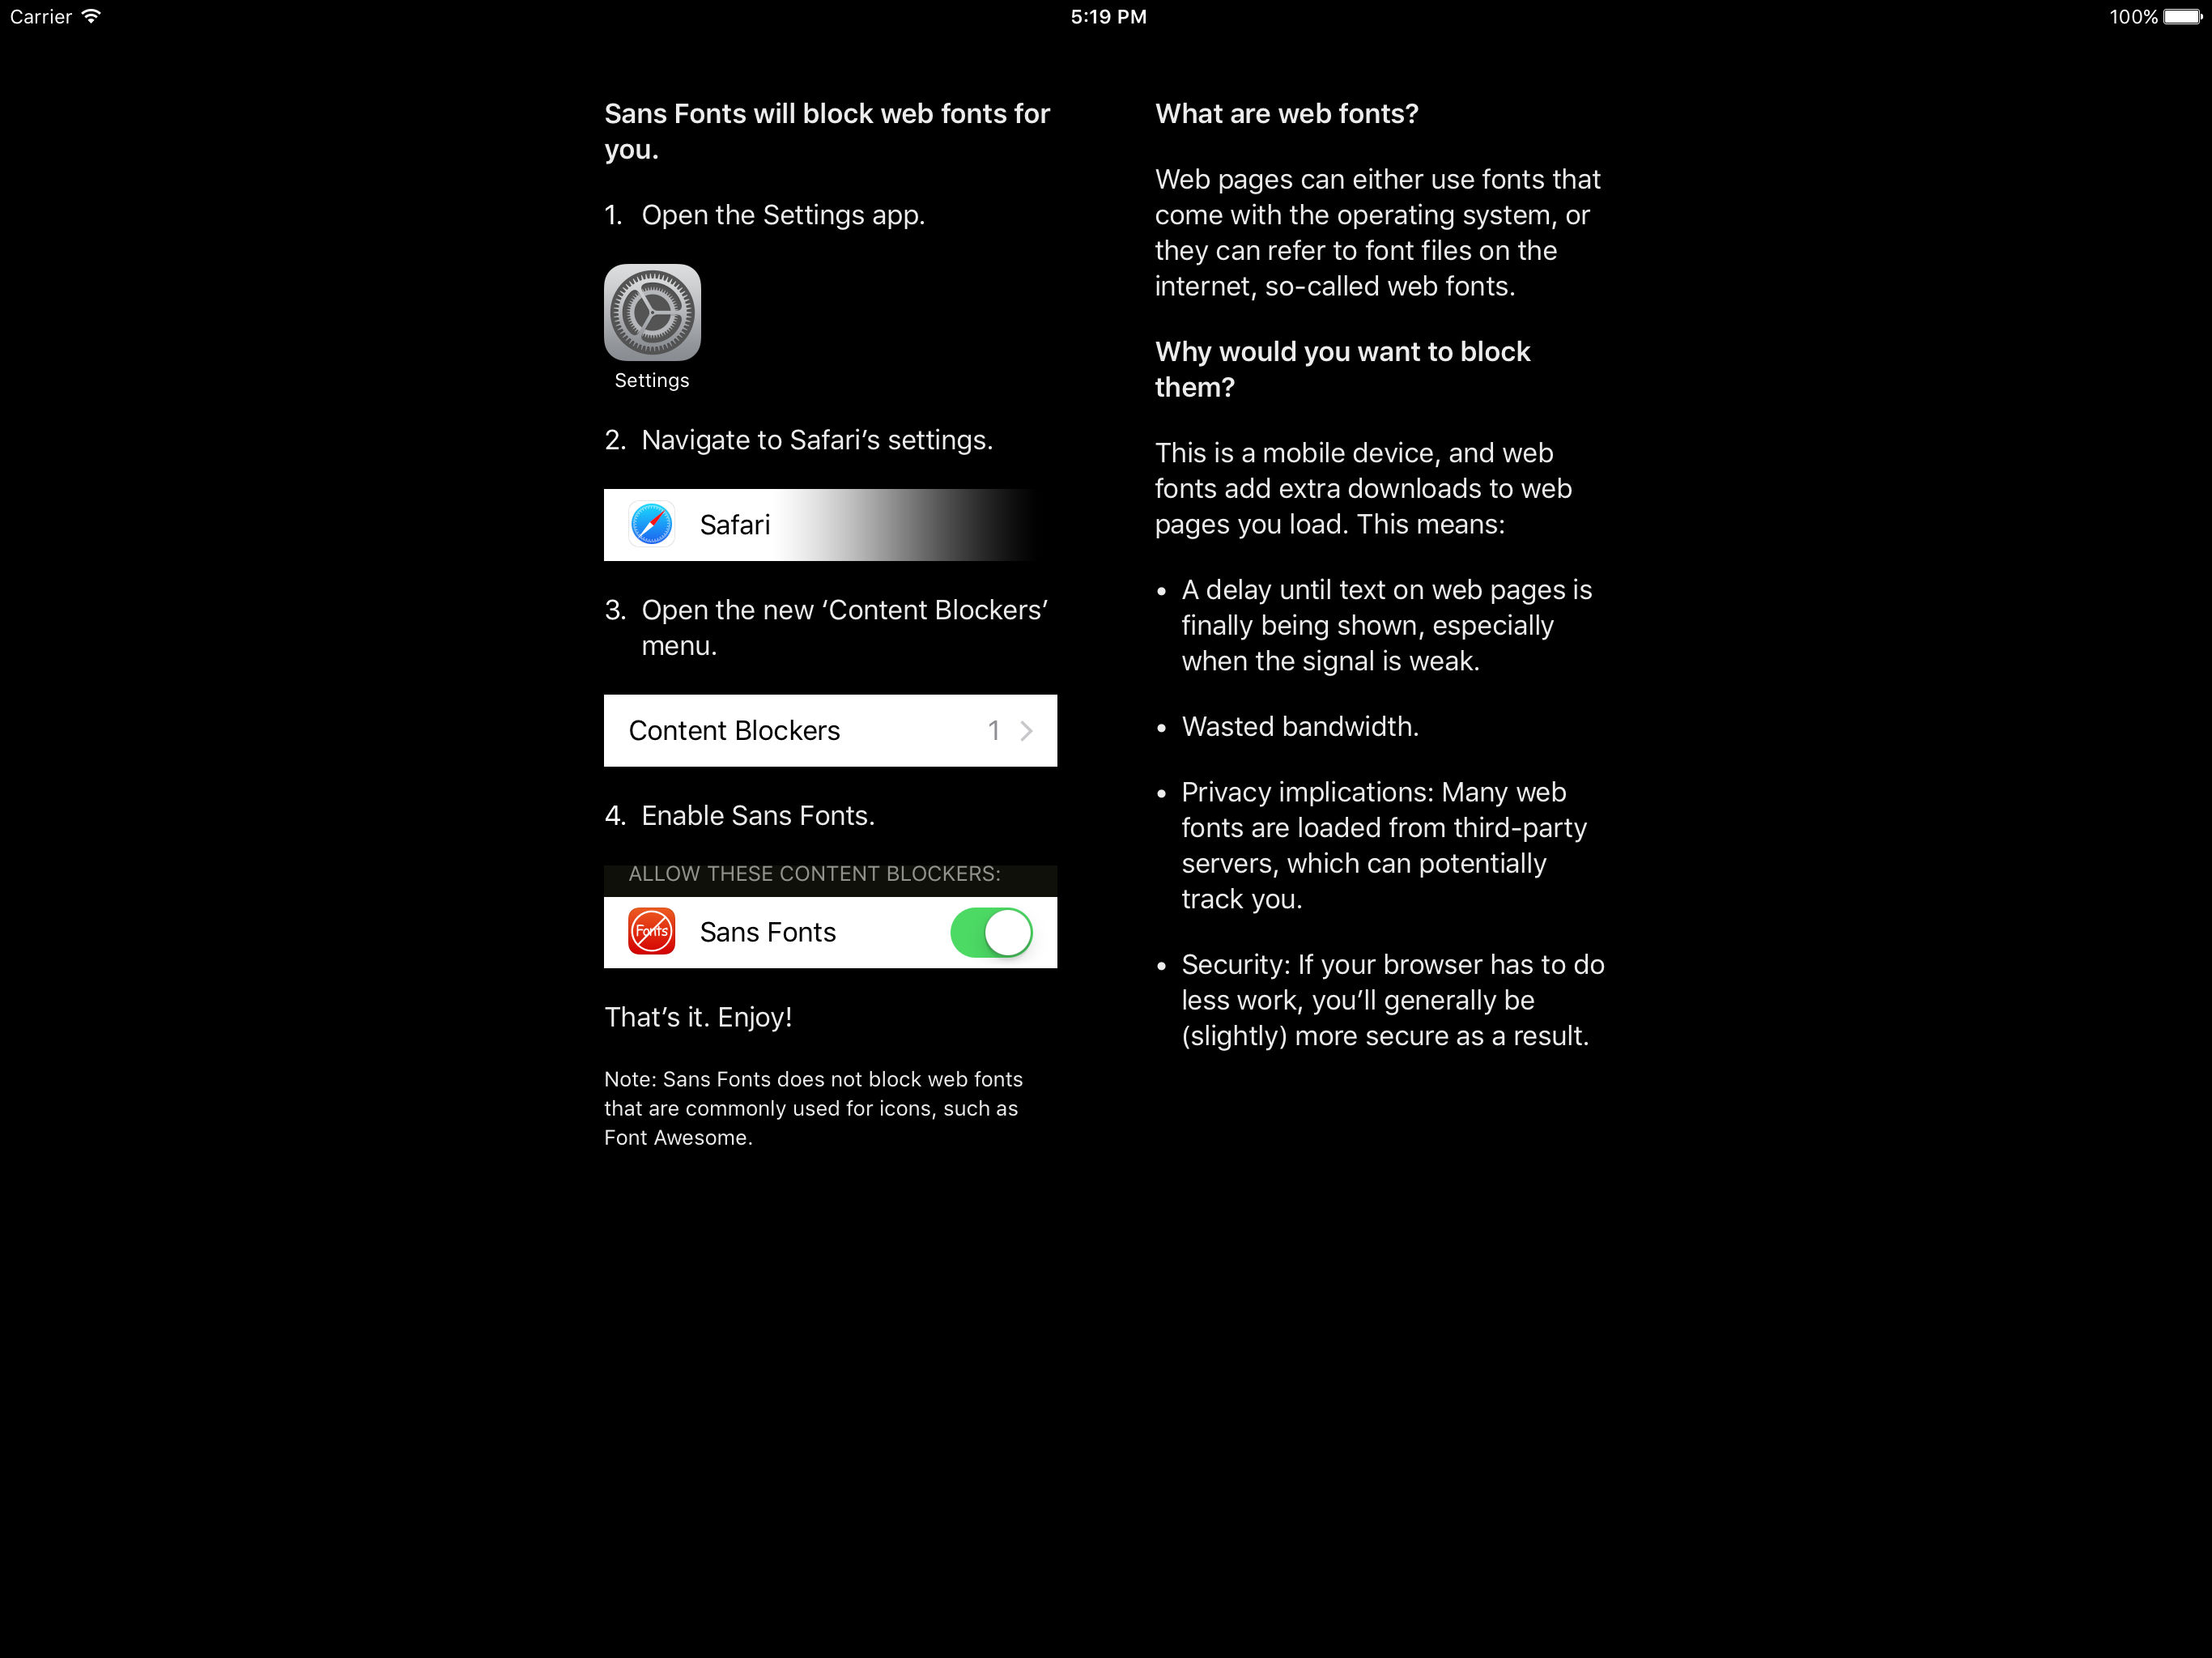 Carrier
5:19 PM
100%
Sans Fonts will block web fonts for
you.
1. Open the Settings app.
Settings
2. Navigate to Safari’s settings.
Safari
3. Open the new ‘Content Blockers’
menu.
Content Blockers 1
4. Enable Sans Fonts.
ALLOW THESE CONTENT BLOCKERS:
Fonts
Sans Fonts
That’s it. Enjoy!
Note: Sans Fonts does not block web fonts
that are commonly used for icons, such as
Font Awesome.
What are web fonts?
Web pages can either use fonts that
come with the operating system, or
they can refer to font files on the
internet, so-called web fonts.
Why would you want to block
them?
This is a mobile device, and web
fonts add extra downloads to web
pages you load. This means:
• A delay until text on web pages is
finally being shown, especially
when the signal is weak.
• Wasted bandwidth.
• Privacy implications: Many web
fonts are loaded from third-party
servers, which can potentially
track you.
• Security: If your browser has to do
less work, you’ll generally be
(slightly) more secure as a result.